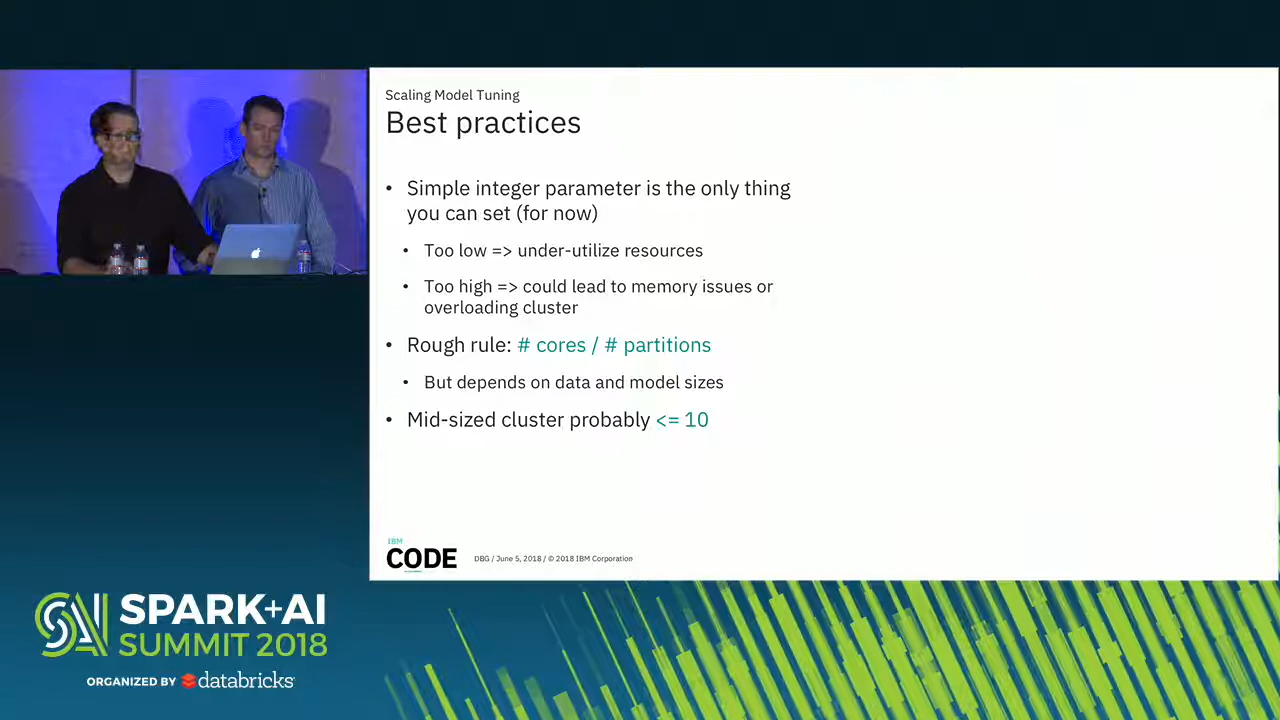 Scaling Model Tuning
Best practices
• Simple integer parameter is the only thing
you can set (for now)
• Too low => under-utilize resources
• Too high => could lead to memory issues or
overloading cluster
• Rough rule: # cores / # partitions
• But depends on data and model sizes
• Mid-sized cluster probably <= 10
IBM
CODE
DBG / June 5, 2018 / © 2018 IBM Corporation
SPARK+AI
SUMMIT 2018
ORGANIZED BY databricks